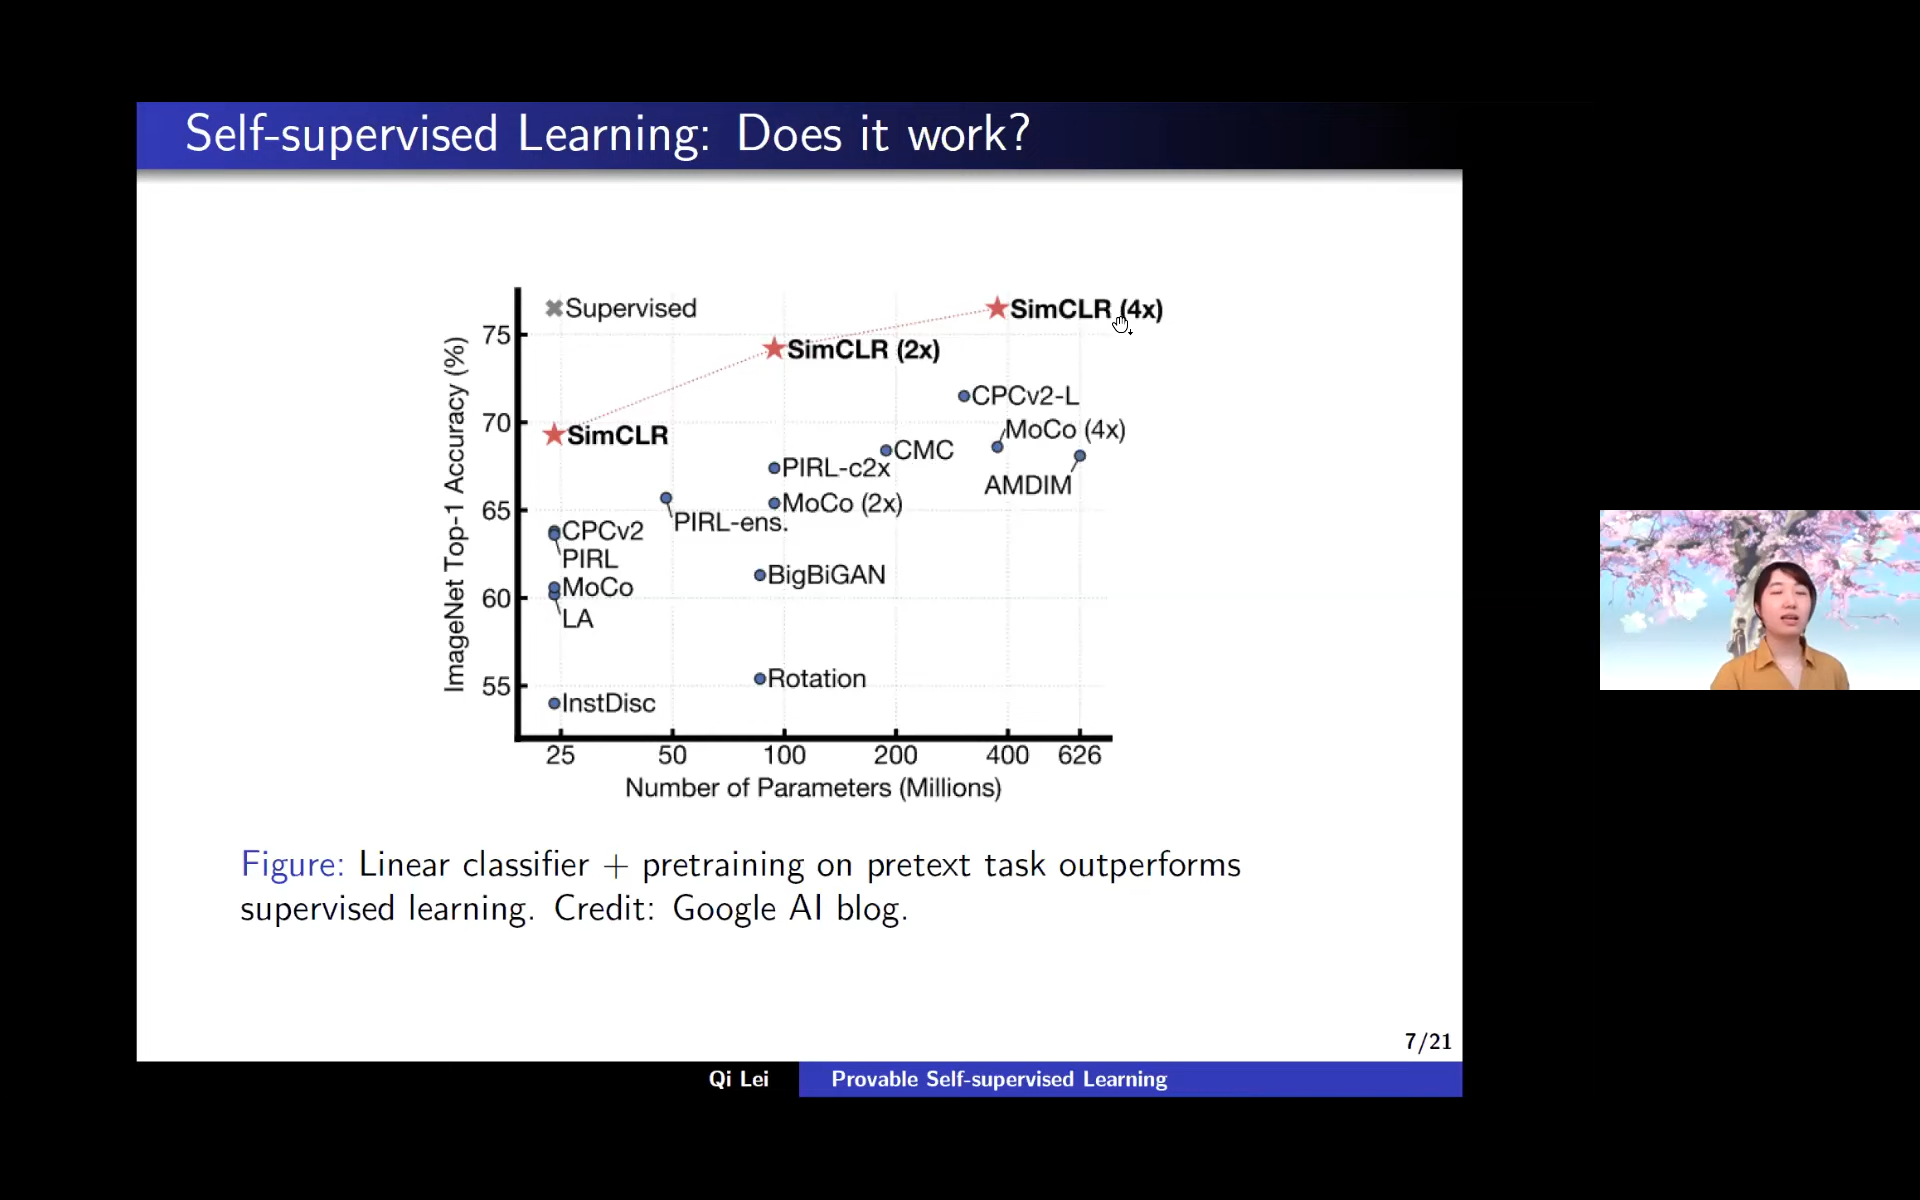 Self-supervised Learning: Does it work?
Supervised
SimCLR (4x)
75
SimCLR (2x)
CPCv2-L
70
MoCo (4x)
SimCLR
CMC
PIRL-c2x
AMDIM
65
MoCo (2x)
PIRL-ens.
CPCv2
PIRL
BigBiGAN
MoCo
60
LA
Rotation
55
InstDisc
ImageNet Top-1 Accuracy (%)
25 50 100 200 400 626
Number of Parameters (Millions)
Figure: Linear classifier + pretraining on pretext task outperforms
supervised learning. Credit: Google AI blog.
7/21
Qi Lei Provable Self-supervised Learning